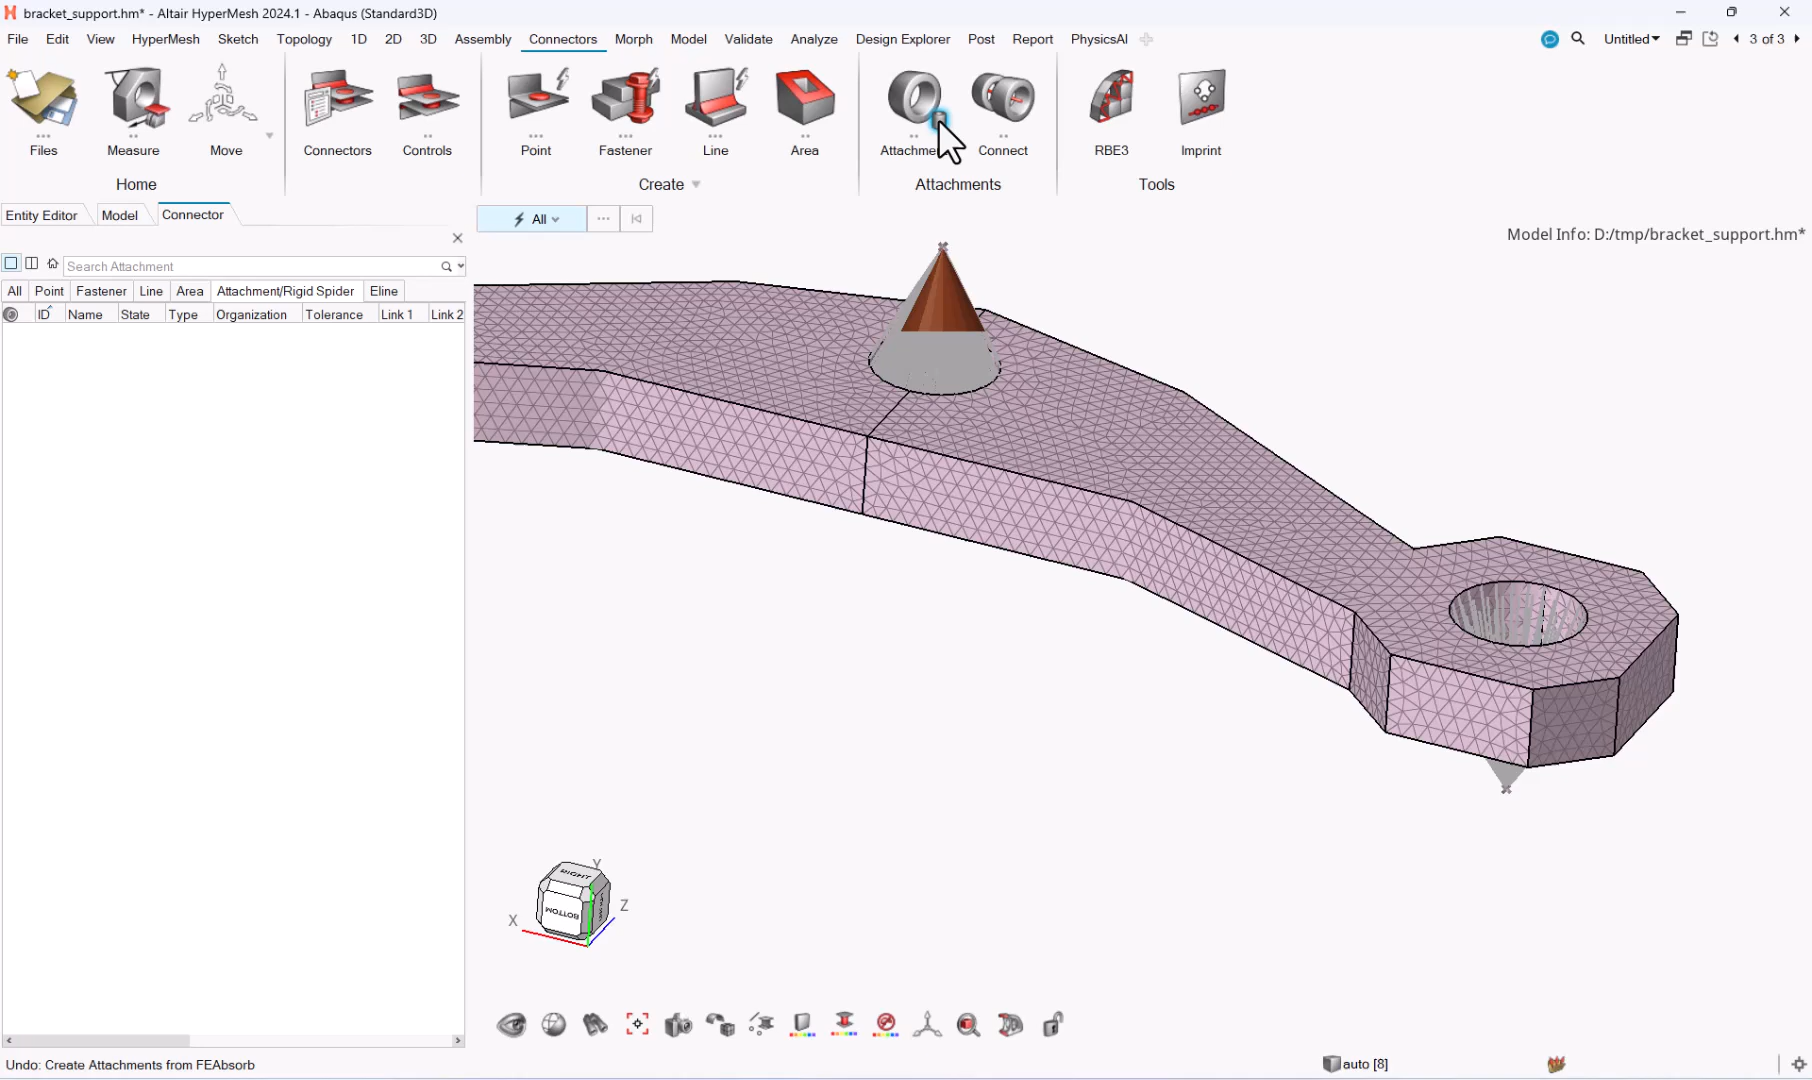 bracket_support.hm* - Altair HyperMesh 2024.1 - Abaqus (Standard3D)
File Edit View HyperMesh Sketch Topology 1D 2D 3D Assembly Connectors Morph Model Validate Analyze Design Explorer Post Report PhysicsAI Untitled 3 of 3
Files Measure Move Connectors Controls Point Fastener Line Area Attachme Connect RBE3 Imprint
Home Create Attachments Tools
Entity Editor Model Connector
All
Model Info: D:/tmp/bracket_support.hm*
Search Attachment
All Point Fastener Line Area Attachment/Rigid Spider Eline
ID Name State Type Organization Tolerance Link 1 Link 2
Y
RIGHT
BOTTOM
Z
X
Undo: Create Attachments from FEAbsorb
auto [8]